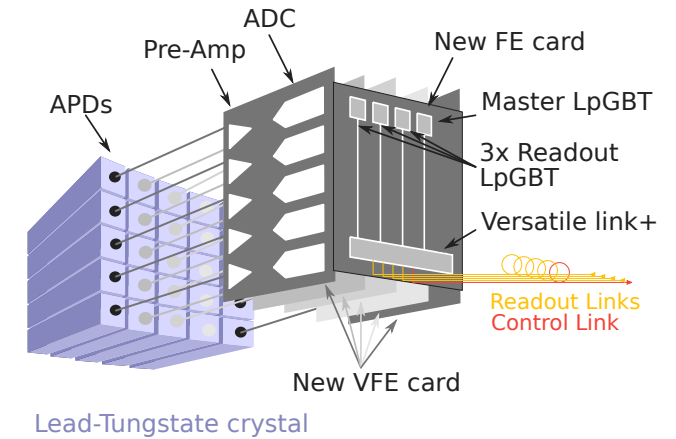 ADC
Pre-Amp
New FE card
APDs
Master LpGBT
3x Readout
LpGBT
Versatile link+
Readout Links
Control Link
New VFE card
Lead-Tungstate crystal